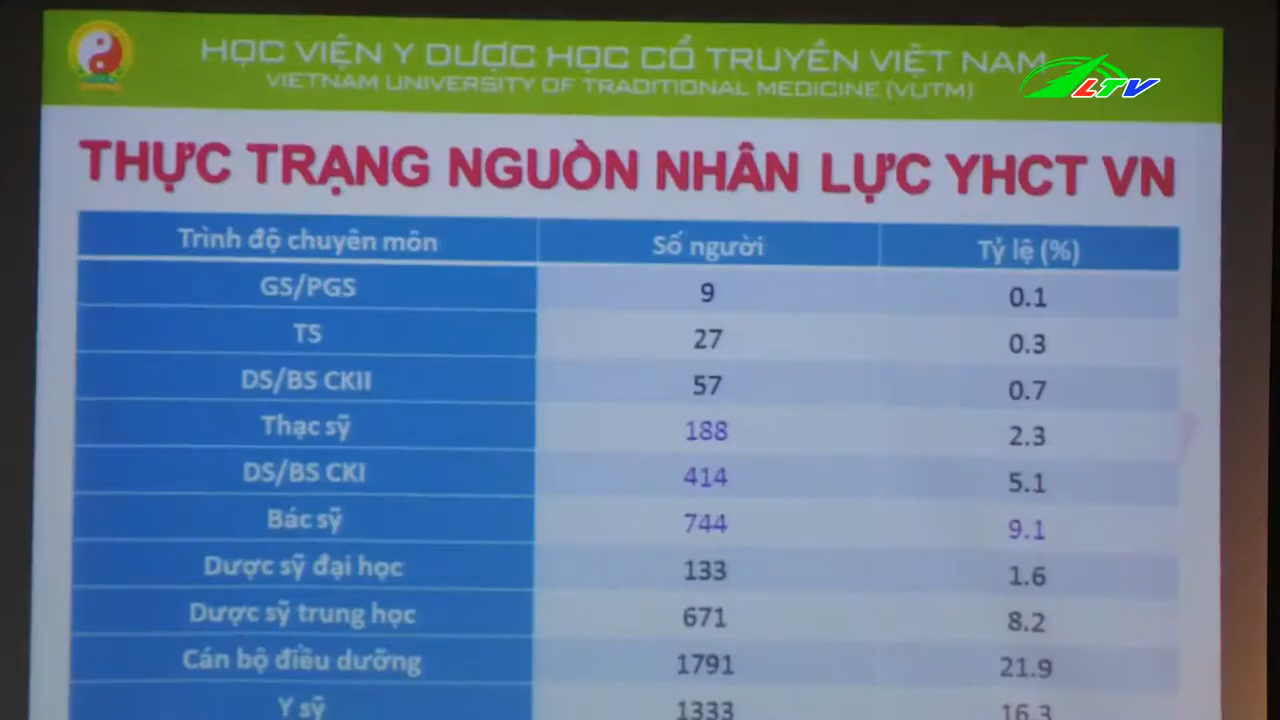 HỌC VIỆN Y DƯỢC HỌC CỔ TRUYỀN VIỆT NAM
VIETNAM UNIVERSITY OF TRADITIONAL MEDICINE (VUTM)
LTV
THỰC TRẠNG NGUỒN NHÂN LỰC YHCT VN
Trình độ chuyên môn Số người Tỷ lệ (%)
GS/PGS 9 0.1
TS 27 0.3
DS/BS CKII 57 0.7
Thạc sỹ 188 2.3
DS/BS CKI 414 5.1
Bác sỹ 744 9.1
Dược sỹ đại học 133 1.6
Dược sỹ trung học 671 8.2
Cán bộ điều dưỡng 1791 21.9
Y sỹ 1333 16.3